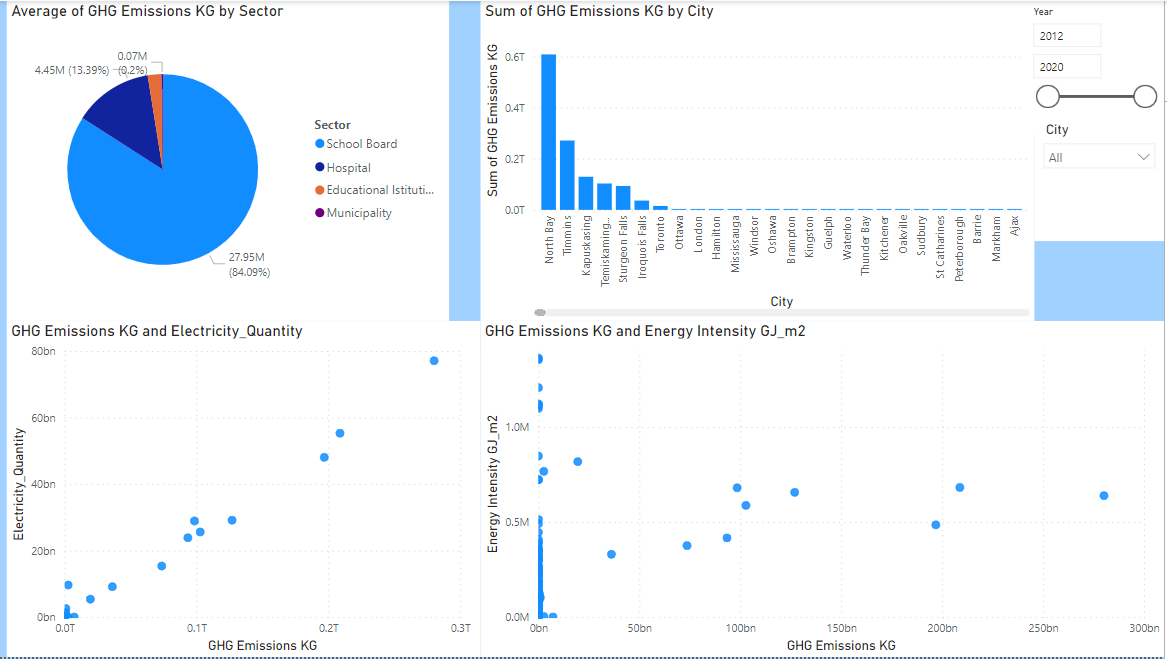 Average of GHG Emissions KG by Sector
0.07M
(0.2%)
4.45M (13.39%)
27.95M
(84.09%)
Sector
School Board
Hospital
Educational Istituti...
Municipality
Sum of GHG Emissions KG by City
Sum of GHG Emissions KG
0.6T
0.4T
0.2T
0.0T
North Bay
Timmins
Kapuskasing
Temiskaming...
Sturgeon Falls
Iroquois Falls
Toronto
Ottawa
London
Hamilton
Mississauga
Windsor
Oshawa
Brampton
Kingston
Guelph
Waterloo
Thunder Bay
Kitchener
Oakville
Sudbury
St Catharines
Peterborough
Barrie
Markham
Ajax
City
Year
2012
2020
City
All
GHG Emissions KG and Electricity_Quantity
Electricity_Quantity
80bn
60bn
40bn
20bn
0bn
0.0T
0.1T
0.2T
0.3T
GHG Emissions KG
GHG Emissions KG and Energy Intensity GJ_m2
Energy Intensity GJ_m2
1.0M
0.5M
0.0M
0bn
50bn
100bn
150bn
200bn
250bn
300bn
GHG Emissions KG